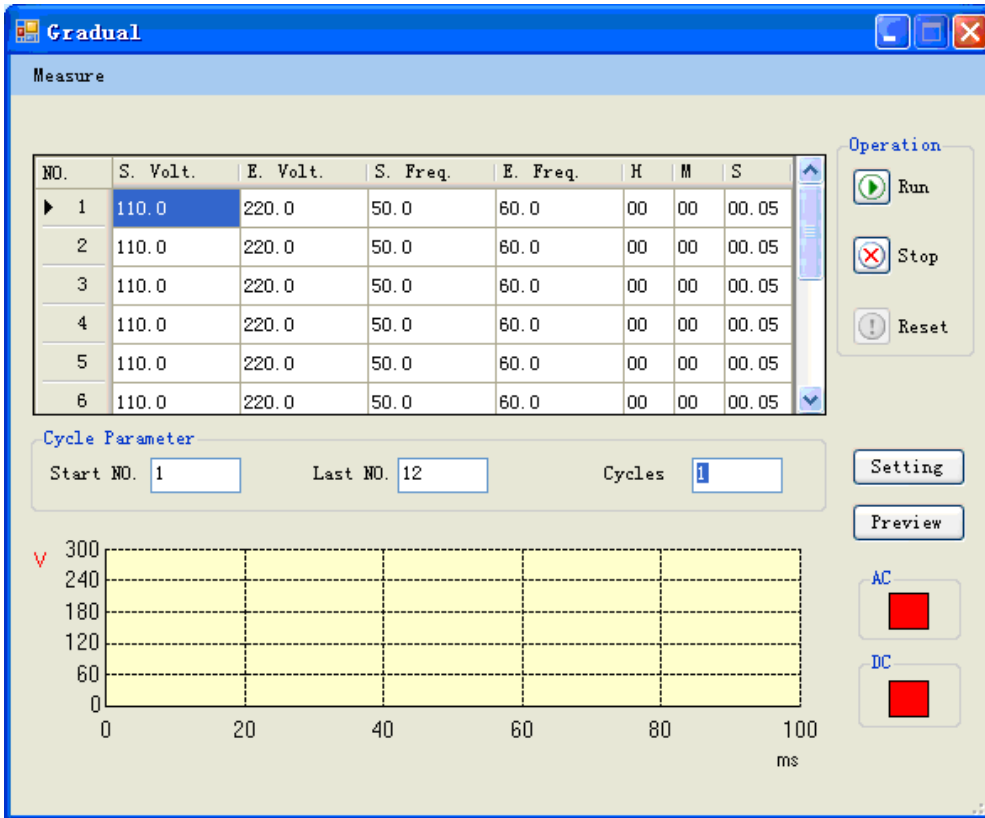 Gradual
Measure
NO. S. Volt. E. Volt. S. Freq. E. Freq. H M S
1 110.0 220.0 50.0 60.0 00 00 00.05
2 110.0 220.0 50.0 60.0 00 00 00.05
3 110.0 220.0 50.0 60.0 00 00 00.05
4 110.0 220.0 50.0 60.0 00 00 00.05
5 110.0 220.0 50.0 60.0 00 00 00.05
6 110.0 220.0 50.0 60.0 00 00 00.05
Operation
Run
Stop
Reset
Cycle Parameter
Start NO. 1 Last NO. 12 Cycles 1
Setting
Preview
V
300
240
180
120
60
0
0 20 40 60 80 100
ms
AC
DC